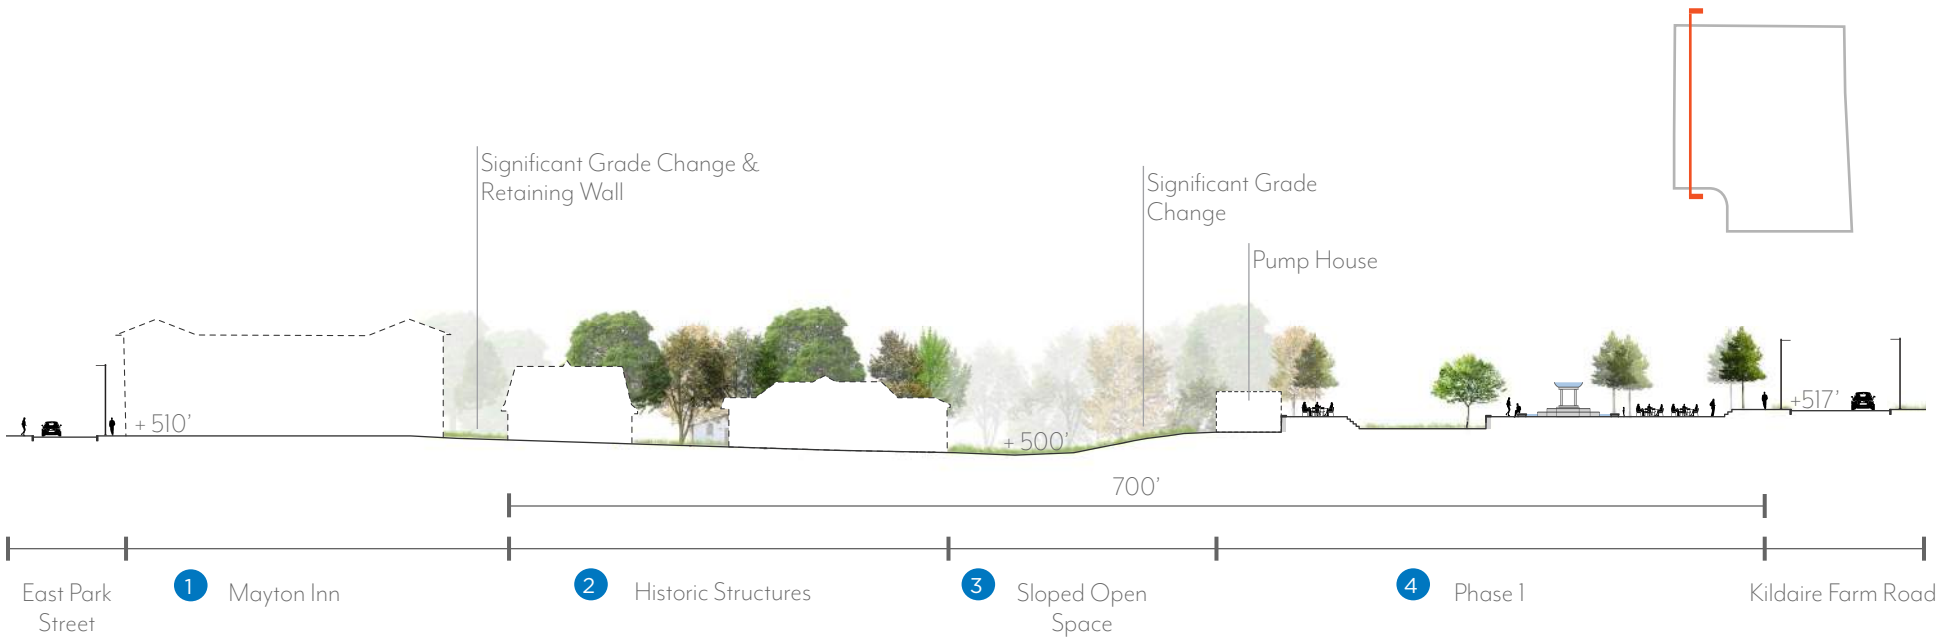 Significant Grade Change &
Retaining Wall
Significant Grade
Change
Pump House
+ 510'
+ 500'
+517'
700'
East Park
Street
1 Mayton Inn
2 Historic Structures
3 Sloped Open
Space
4 Phase 1
Kildaire Farm Road